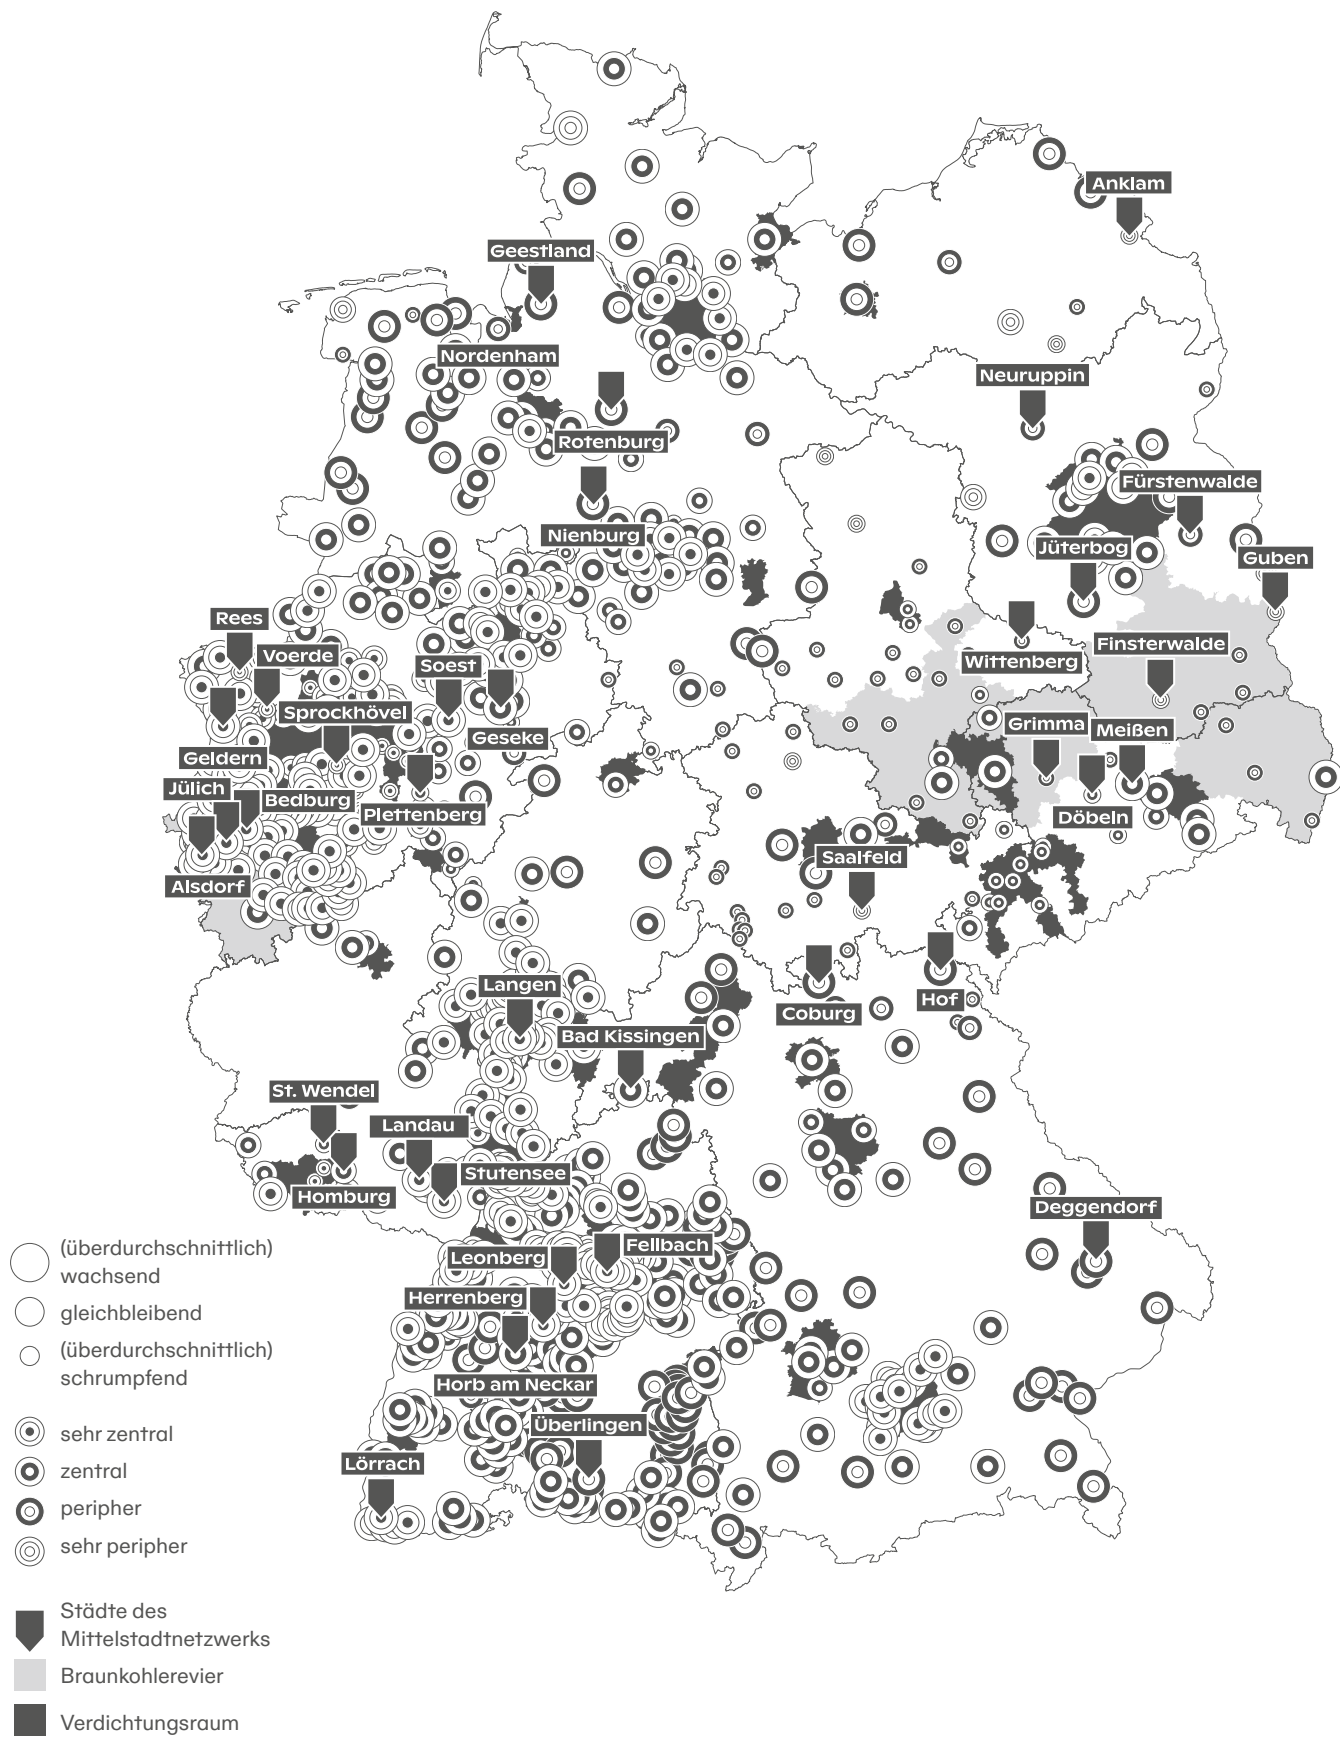 Anklam
Geestland
Nordenham
Neuruppin
Rotenburg
Fürstenwalde
Nienburg
Jüterbog
Guben
Rees
Voerde
Soest
Wittenberg
Finsterwalde
Sprockhövel
Grimma
Meißen
Geseke
Geldern
Jülich
Bedburg
Plettenberg
Döbeln
Saalfeld
Alsdorf
Langen
Hof
Coburg
Bad Kissingen
St. Wendel
Landau
Stutensee
Homburg
Deggendorf
Fellbach
Leonberg
Herrenberg
Horb am Neckar
Überlingen
Lörrach
(überdurchschnittlich)
wachsend
gleichbleibend
(überdurchschnittlich)
schrumpfend
sehr zentral
zentral
peripher
sehr peripher
Städte des
Mittelstadtnetzwerks
Braunkohlerevier
Verdichtungsraum